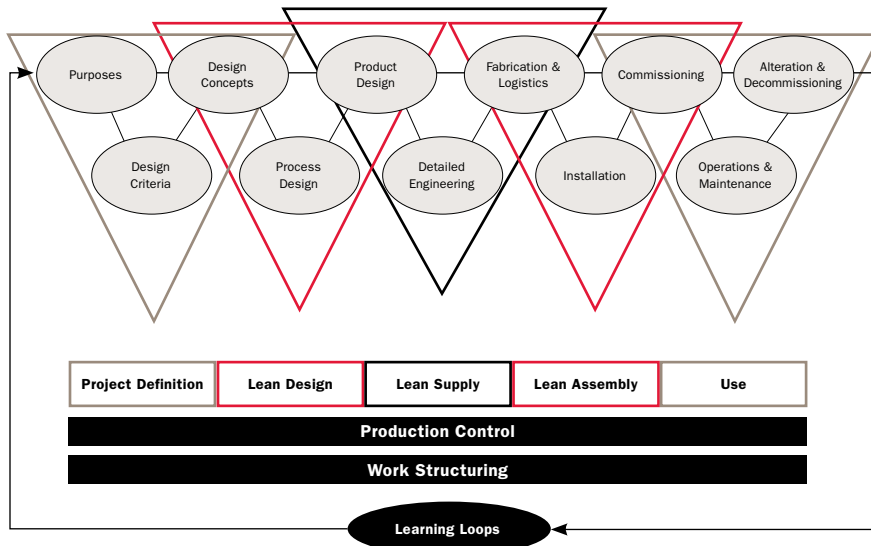 Purposes
Design
Concepts
Product
Design
Fabrication &
Logistics
Commissioning
Alteration &
Decommissioning
Design
Criteria
Process
Design
Detailed
Engineering
Installation
Operations &
Maintenance
Project Definition
Lean Design
Lean Supply
Lean Assembly
Use
Production Control
Work Structuring
Learning Loops